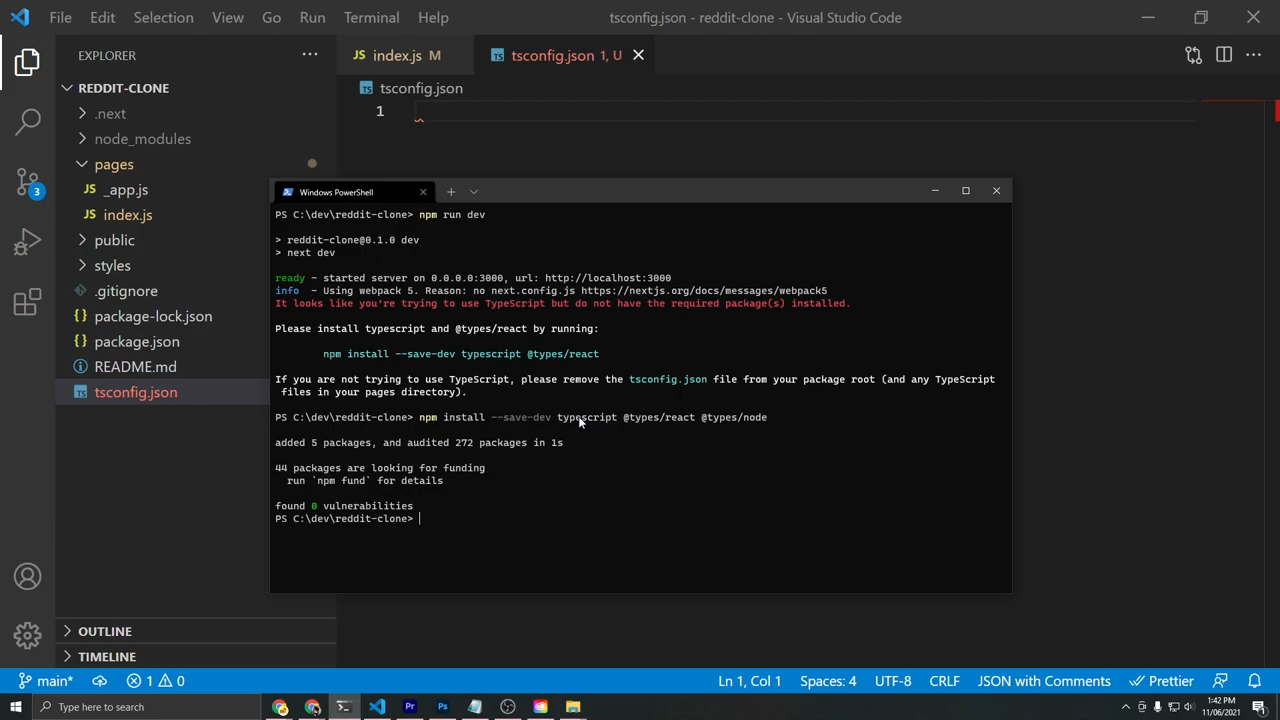 File Edit Selection View Go Run Terminal Help
tsconfig.json - reddit-clone - Visual Studio Code
EXPLORER
REDDIT-CLONE
.next
node_modules
pages
JS _app.js
JS index.js
public
styles
.gitignore
{} package-lock.json
{} package.json
README.md
TS tsconfig.json
OUTLINE
TIMELINE
3
JS index.js M
TS tsconfig.json 1, U
TS tsconfig.json
1
Windows PowerShell
PS C:\dev\reddit-clone> npm run dev
> reddit-clone@0.1.0 dev
> next dev
ready - started server on 0.0.0.0:3000, url: http://localhost:3000
info  - Using webpack 5. Reason: no next.config.js https://nextjs.org/docs/messages/webpack5
It looks like you're trying to use TypeScript but do not have the required package(s) installed.
Please install typescript and @types/react by running:
npm install --save-dev typescript @types/react
If you are not trying to use TypeScript, please remove the tsconfig.json file from your package root (and any TypeScript
files in your pages directory).
PS C:\dev\reddit-clone> npm install --save-dev typescript @types/react @types/node
added 5 packages, and audited 272 packages in 1s
44 packages are looking for funding
run `npm fund` for details
found 0 vulnerabilities
PS C:\dev\reddit-clone>
main* 1 0
Ln 1, Col 1 Spaces: 4 UTF-8 CRLF JSON with Comments Prettier
Type here to search
Pr Ps
1:42 PM
11/06/2021
1